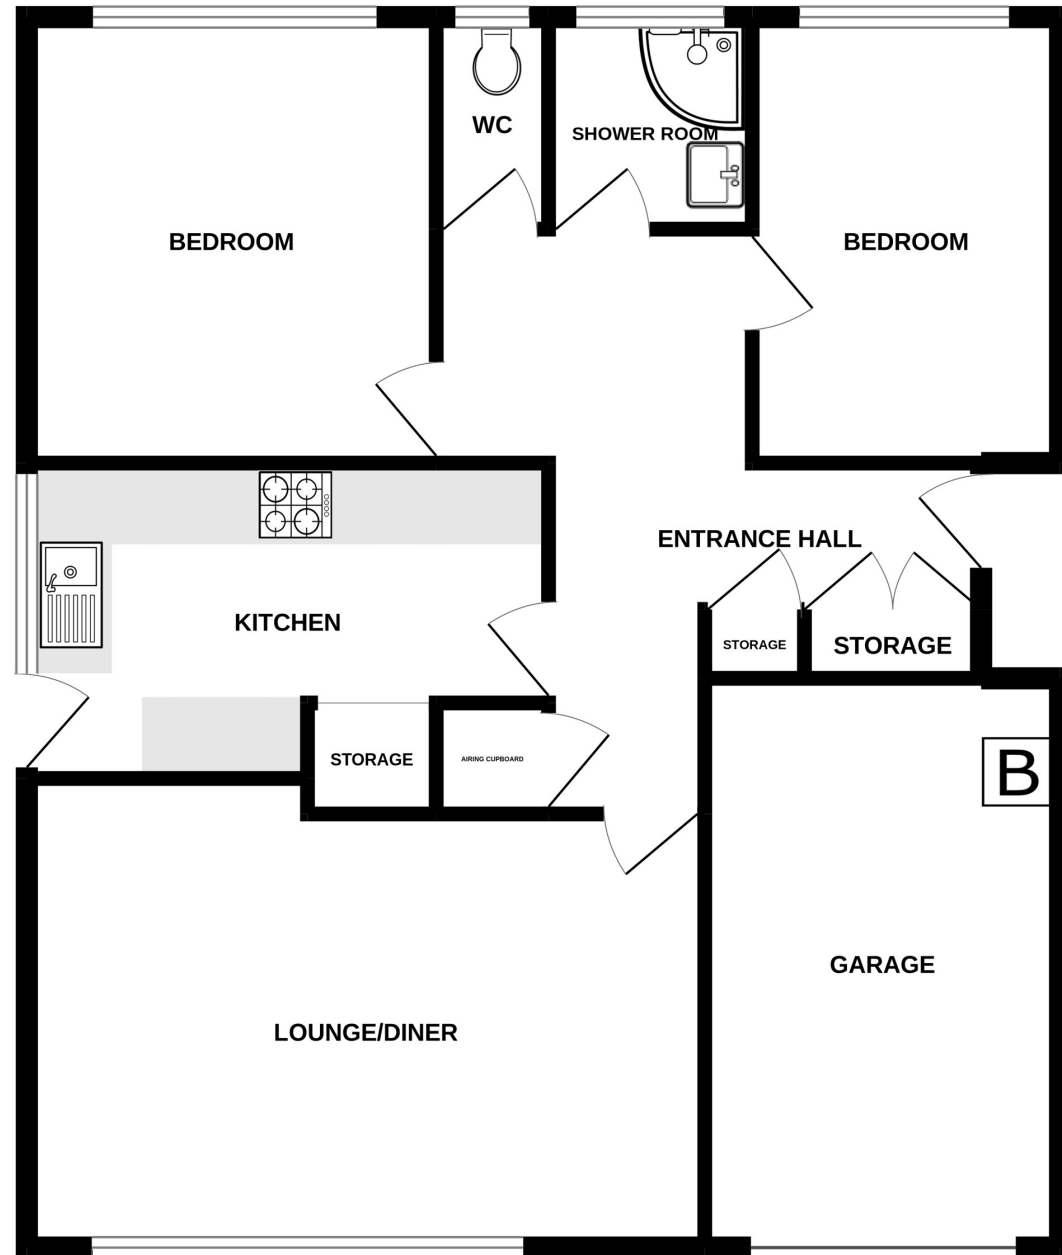 WC
SHOWER ROOM
BEDROOM
BEDROOM
ENTRANCE HALL
KITCHEN
STORAGE
STORAGE
STORAGE
AIRING CUPBOARD
B
GARAGE
LOUNGE/DINER